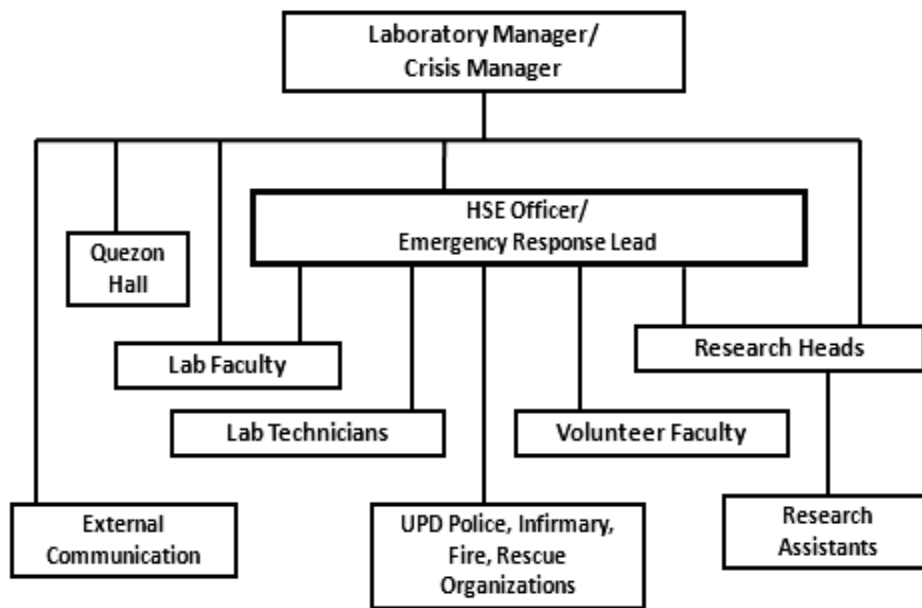 Laboratory Manager/
Crisis Manager
HSE Officer/
Emergency Response Lead
Quezon
Hall
Lab Faculty
Research Heads
Lab Technicians
Volunteer Faculty
External
Communication
UPD Police, Infirmary,
Fire, Rescue
Organizations
Research
Assistants